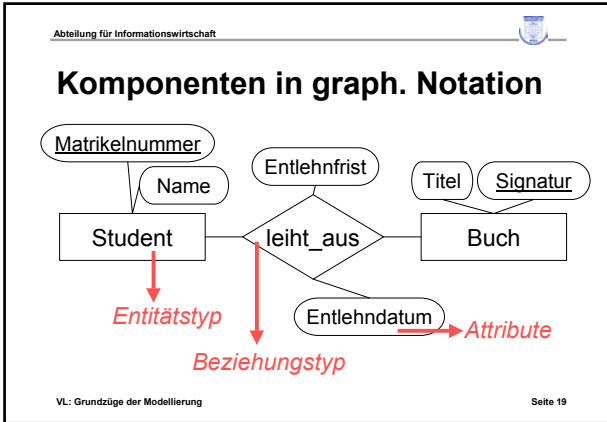 Abteilung für Informationswirtschaft
Komponenten in graph. Notation
Matrikelnummer
Name
Entlehnfrist
Titel
Signatur
Student
leiht_aus
Buch
Entitätstyp
Entlehndatum
Attribute
Beziehungstyp
VL: Grundzüge der Modellierung
Seite 19